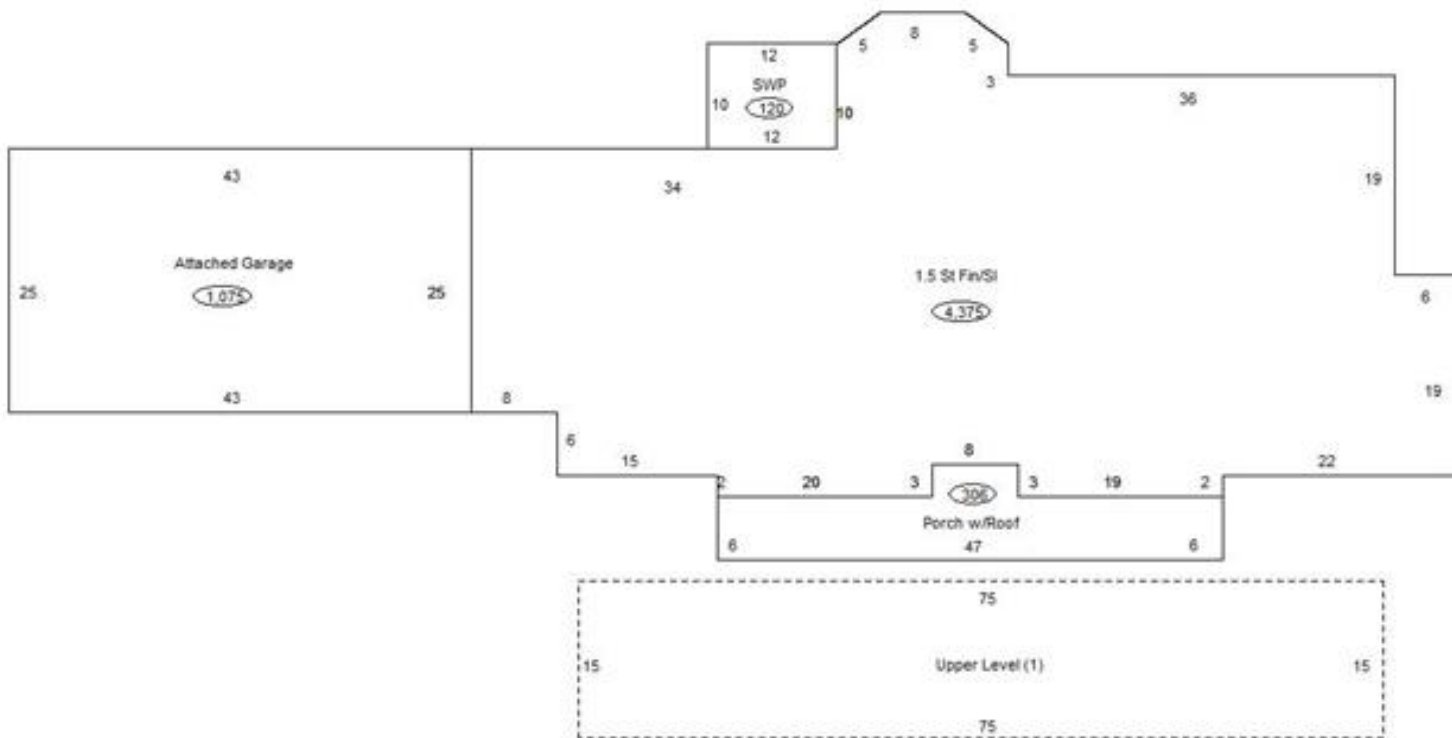 8
5 5
12
3
SWP
36
10 120 10
12
43
34
19
Attached Garage
25 1,075 25
1.5 St Fin/Sl
4,375
6
43 8
19
6
15 8 22
2 20 3 3 19 2
306
Porch w/Roof
6 47 6
75
15 Upper Level (1) 15
75